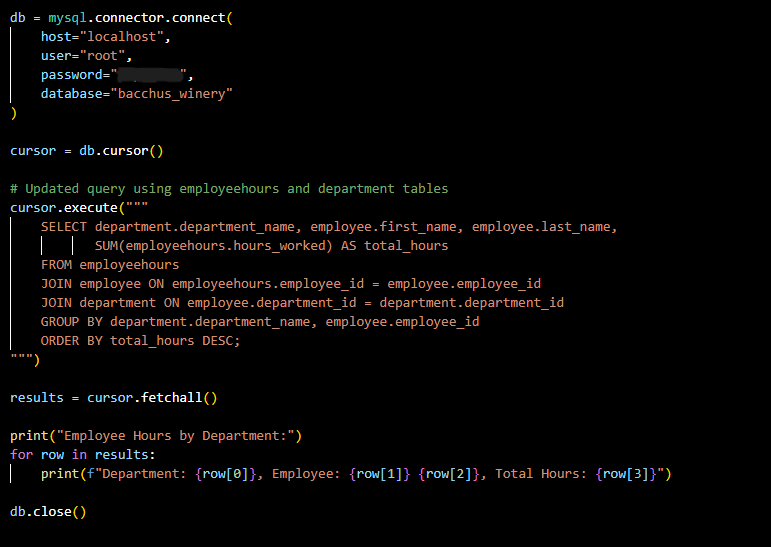 db = mysql.connector.connect(
    host="localhost",
    user="root",
    password="",
    database="bacchus_winery"
)

cursor = db.cursor()

# Updated query using employeehours and department tables
cursor.execute("""
    SELECT department.department_name, employee.first_name, employee.last_name,
           SUM(employeehours.hours_worked) AS total_hours
    FROM employeehours
    JOIN employee ON employeehours.employee_id = employee.employee_id
    JOIN department ON employee.department_id = department.department_id
    GROUP BY department.department_name, employee.employee_id
    ORDER BY total_hours DESC;
""")

results = cursor.fetchall()

print("Employee Hours by Department:")
for row in results:
    print(f"Department: {row[0]}, Employee: {row[1]} {row[2]}, Total Hours: {row[3]}")

db.close()